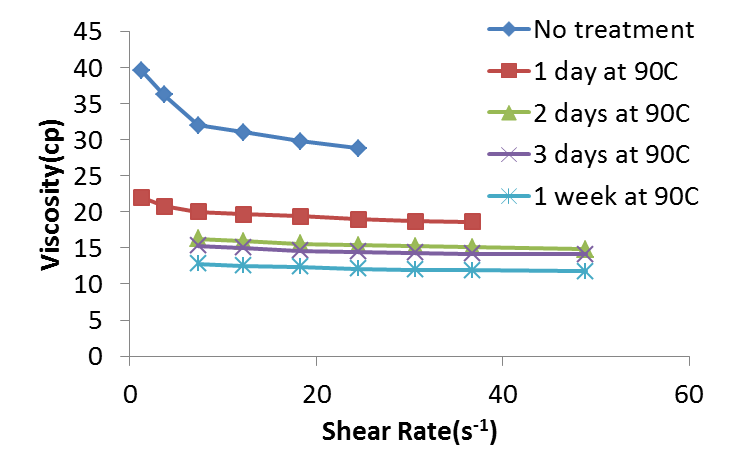 45
40
35
30
25
20
15
10
5
0
Viscosity(cp)
0 20 40 60
Shear Rate(s⁻¹)
No treatment
1 day at 90C
2 days at 90C
3 days at 90C
1 week at 90C